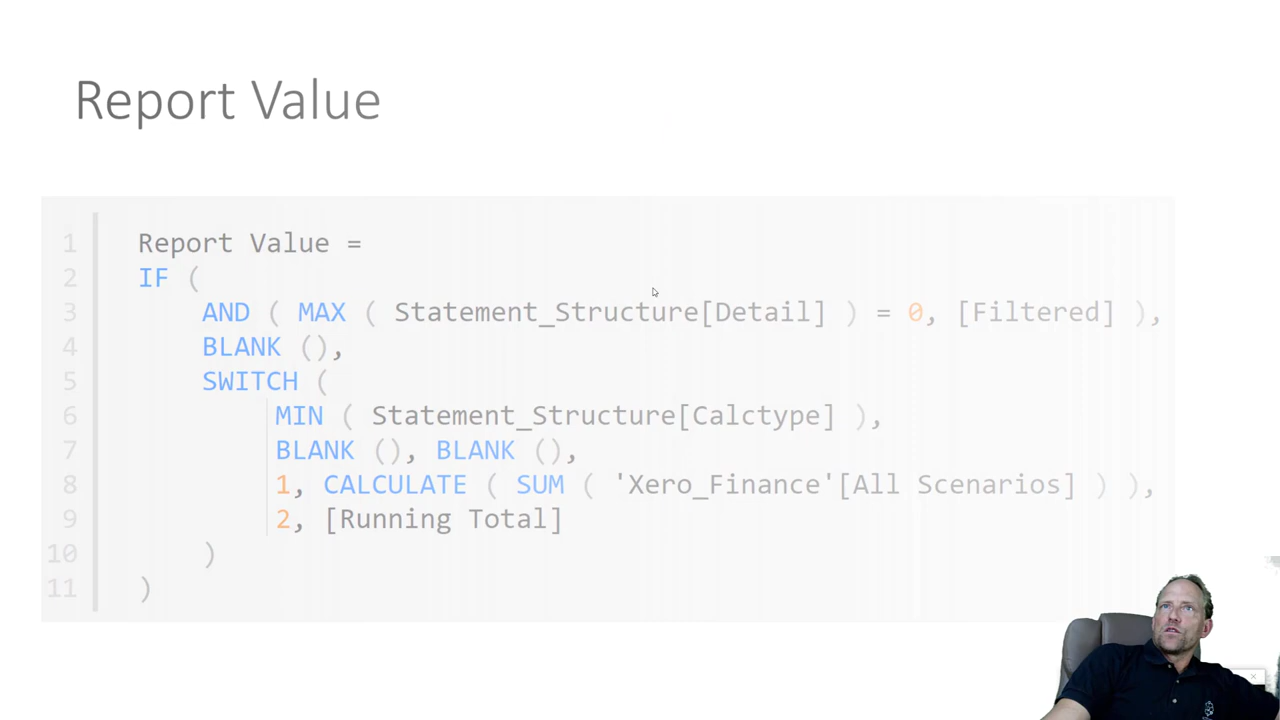 Report Value
1 Report Value =
2 IF (
3 AND ( MAX ( Statement_Structure[Detail] ) = 0, [Filtered] ),
4 BLANK (),
5 SWITCH (
6 MIN ( Statement_Structure[Calctype] ),
7 BLANK (), BLANK (),
8 1, CALCULATE ( SUM ( 'Xero_Finance'[All Scenarios] ) ),
9 2, [Running Total]
10 )
11 )